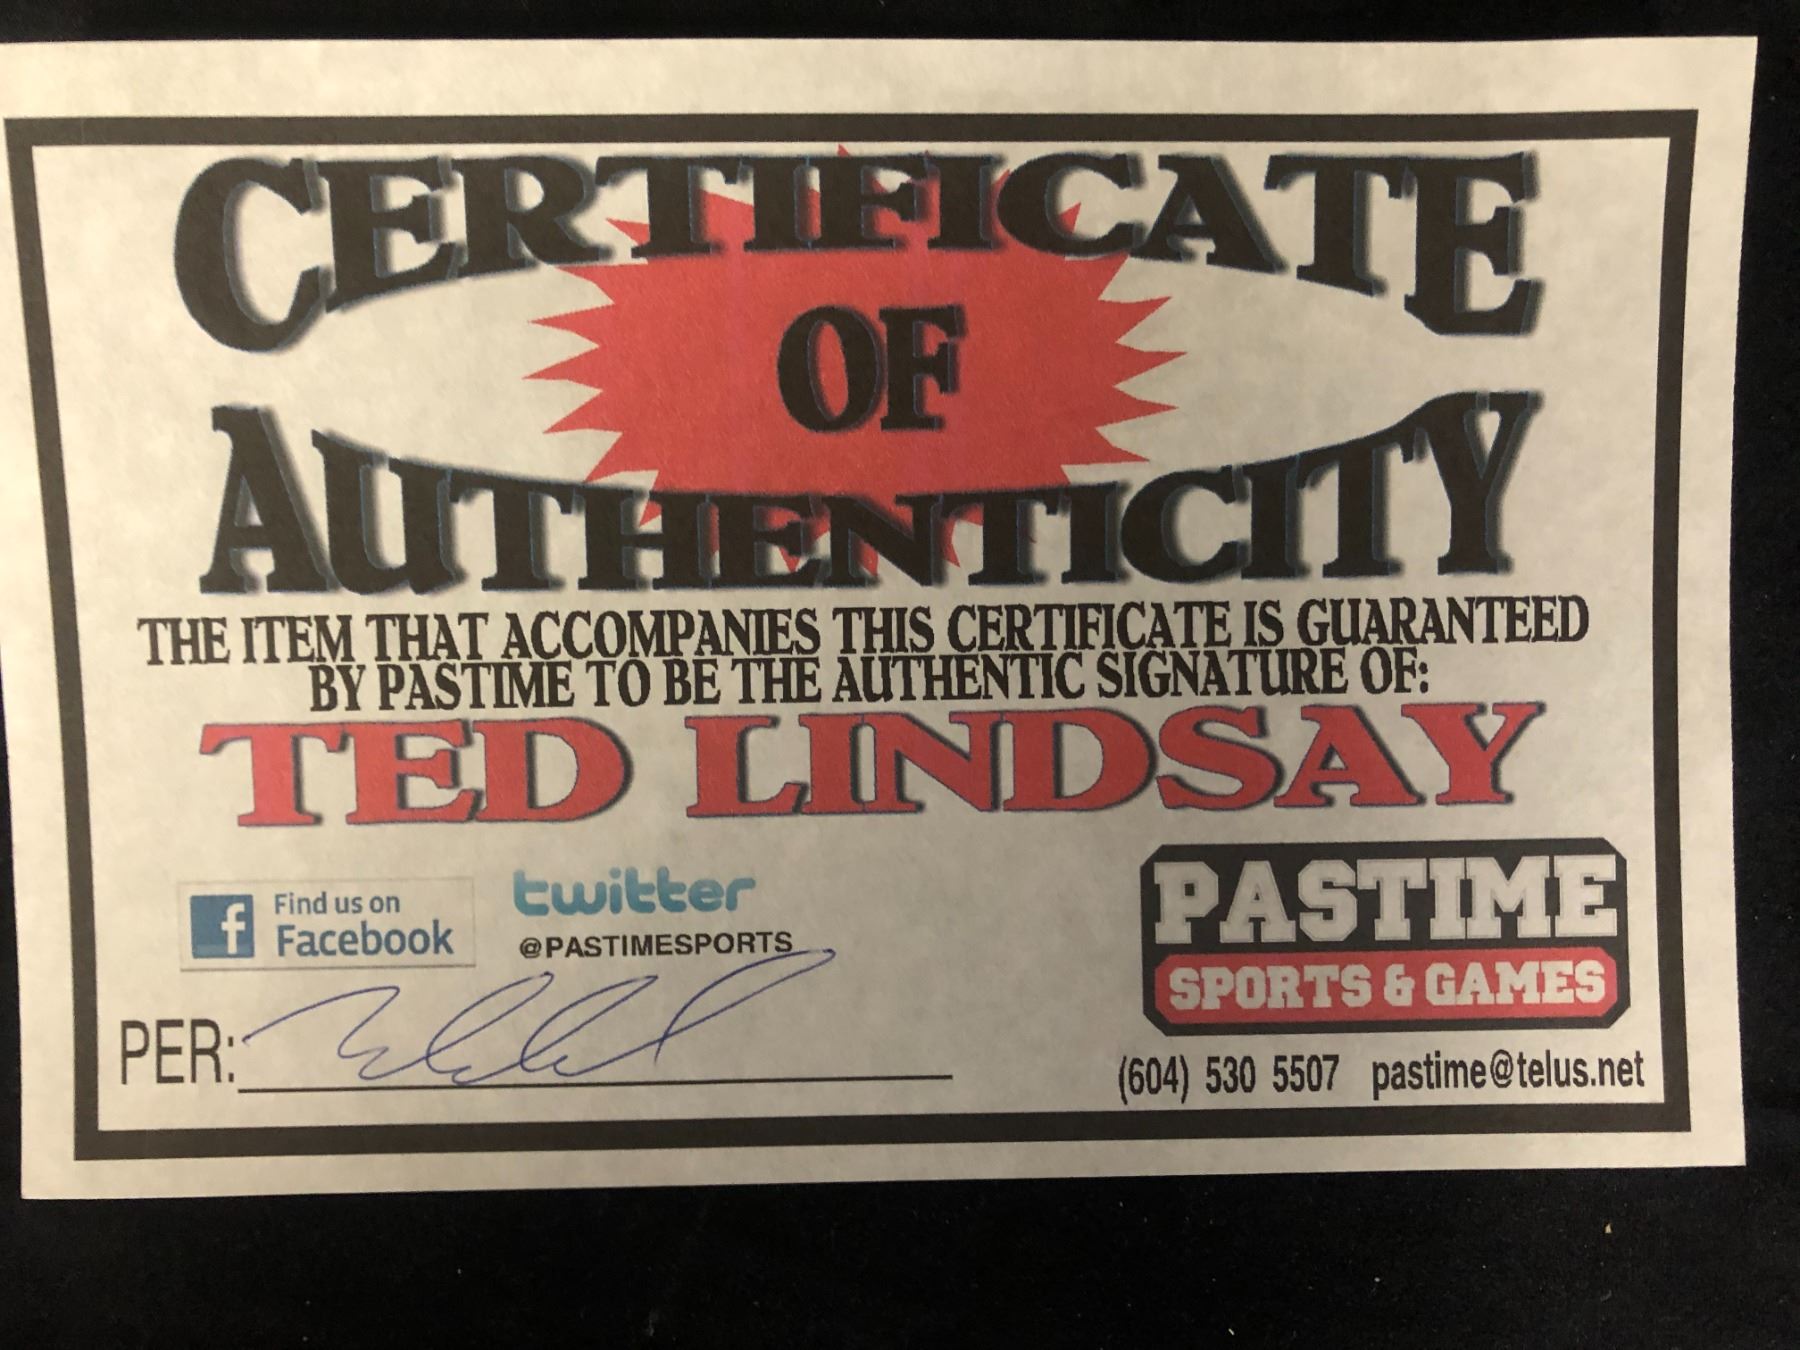 CERTIFICATE
OF
AUTHENTICITY
THE ITEM THAT ACCOMPANIES THIS CERTIFICATE IS GUARANTEED
BY PASTIME TO BE THE AUTHENTIC SIGNATURE OF:
TED LINDSAY
f Find us on
Facebook
twitter
@PASTIMESPORTS
PASTIME
SPORTS & GAMES
PER:
(604) 530 5507 pastime@telus.net